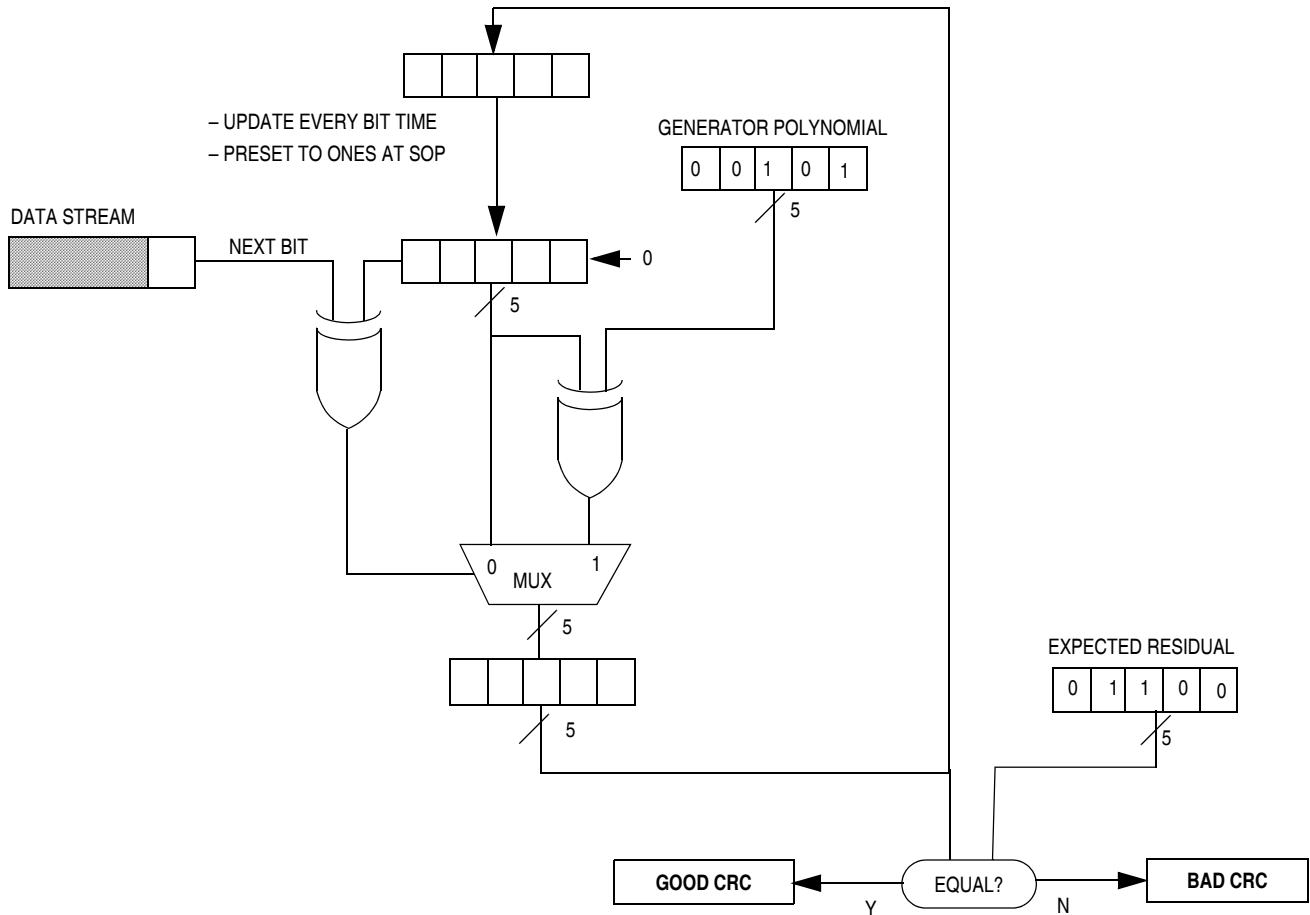 – UPDATE EVERY BIT TIME
– PRESET TO ONES AT SOP
GENERATOR POLYNOMIAL
0 0 1 0 1
5
DATA STREAM
NEXT BIT
0
5
0 1
MUX
5
5
EXPECTED RESIDUAL
0 1 1 0 0
5
GOOD CRC
Y
EQUAL?
N
BAD CRC